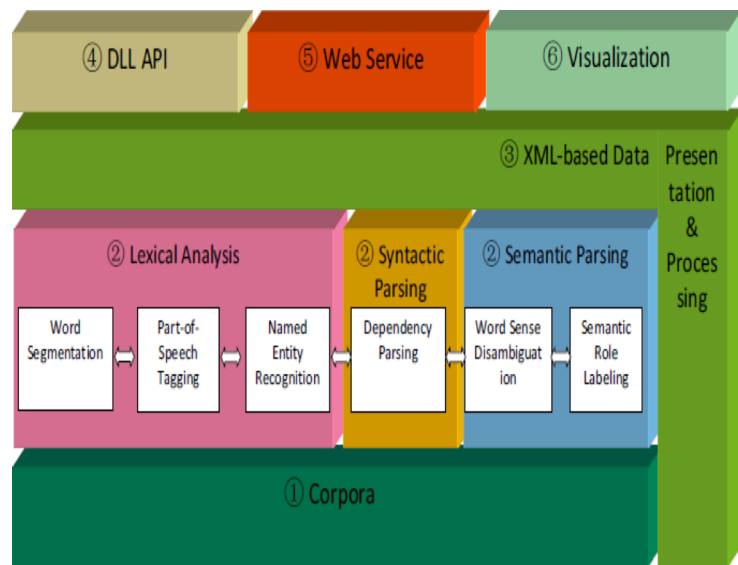 ④ DLL API
⑤ Web Service
⑥ Visualization
③ XML-based Data
Presen
tation
&
Proces
sing
② Lexical Analysis
② Syntactic
Parsing
② Semantic Parsing
Word
Segmentation
Part-of-
Speech
Tagging
Named
Entity
Recognition
Dependency
Parsing
Word Sense
Disambiguat
ion
Semantic
Role
Labeling
① Corpora